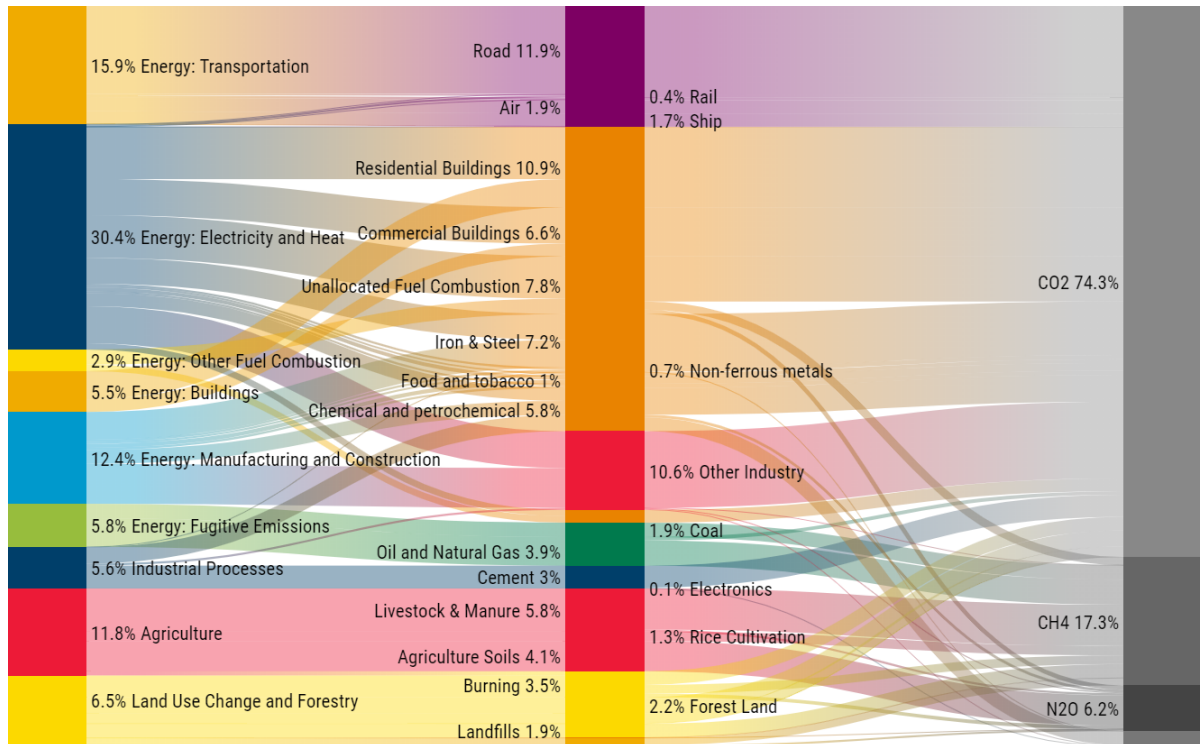 15.9% Energy: Transportation
30.4% Energy: Electricity and Heat
2.9% Energy: Other Fuel Combustion
5.5% Energy: Buildings
12.4% Energy: Manufacturing and Construction
5.8% Energy: Fugitive Emissions
5.6% Industrial Processes
11.8% Agriculture
6.5% Land Use Change and Forestry
Road 11.9%
Air 1.9%
Residential Buildings 10.9%
Commercial Buildings 6.6%
Unallocated Fuel Combustion 7.8%
Iron & Steel 7.2%
Food and tobacco 1%
Chemical and petrochemical 5.8%
Oil and Natural Gas 3.9%
Cement 3%
Livestock & Manure 5.8%
Agriculture Soils 4.1%
Burning 3.5%
Landfills 1.9%
0.4% Rail
1.7% Ship
0.7% Non-ferrous metals
10.6% Other Industry
1.9% Coal
0.1% Electronics
1.3% Rice Cultivation
2.2% Forest Land
CO2 74.3%
CH4 17.3%
N2O 6.2%